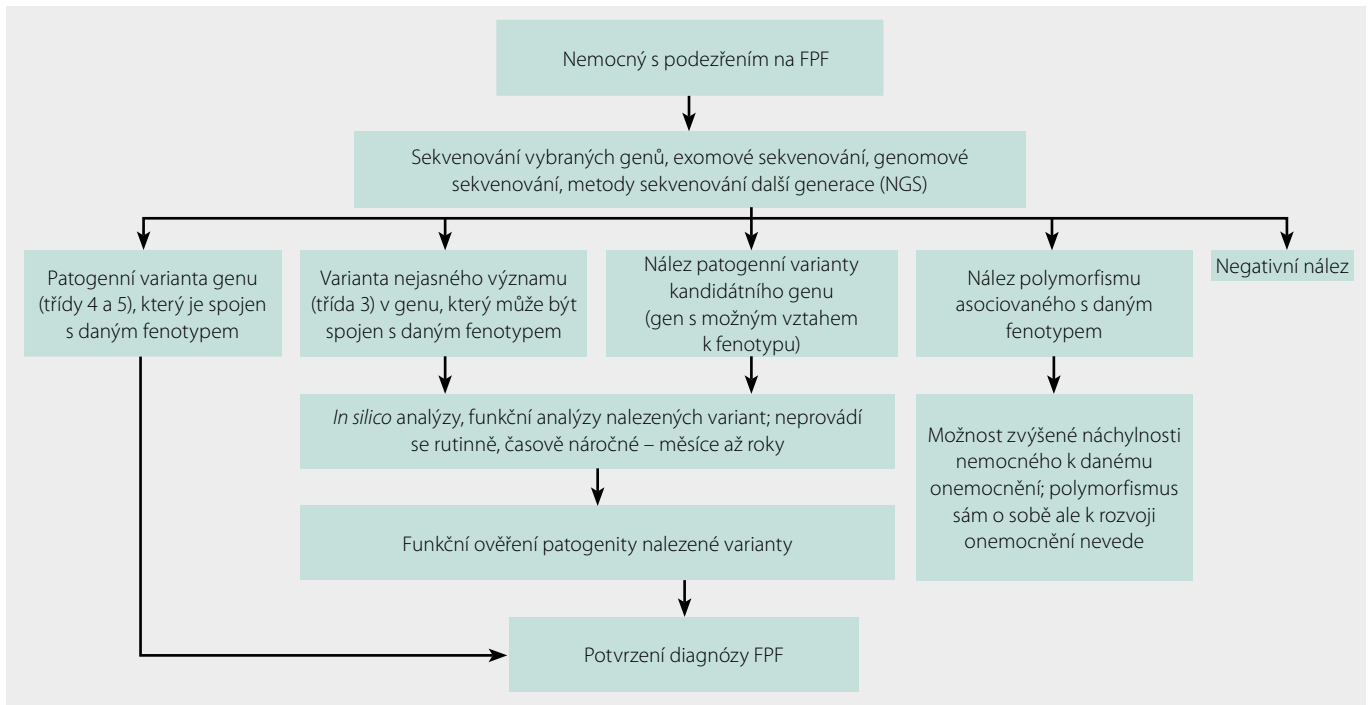 Nemocný s podezřením na FPF
Sekvenování vybraných genů, exomové sekvenování, genomové
sekvenování, metody sekvenování další generace (NGS)
Patogenní varianta genu
(třídy 4 a 5), který je spojen
s daným fenotypem
Varianta nejasného významu
(třída 3) v genu, který může být
spojen s daným fenotypem
Nález patogenní varianty
kandidátního genu
(gen s možným vztahem
k fenotypu)
Nález polymorfismu
asociovaného s daným
fenotypem
Negativní nález
In silico analýzy, funkční analýzy nalezených variant; neprovádí
se rutinně, časově náročné – měsíce až roky
Možnost zvýšené náchylnosti
nemocného k danému
onemocnění; polymorfismus
sám o sobě ale k rozvoji
onemocnění nevede
Funkční ověření patogenity nalezené varianty
Potvrzení diagnózy FPF